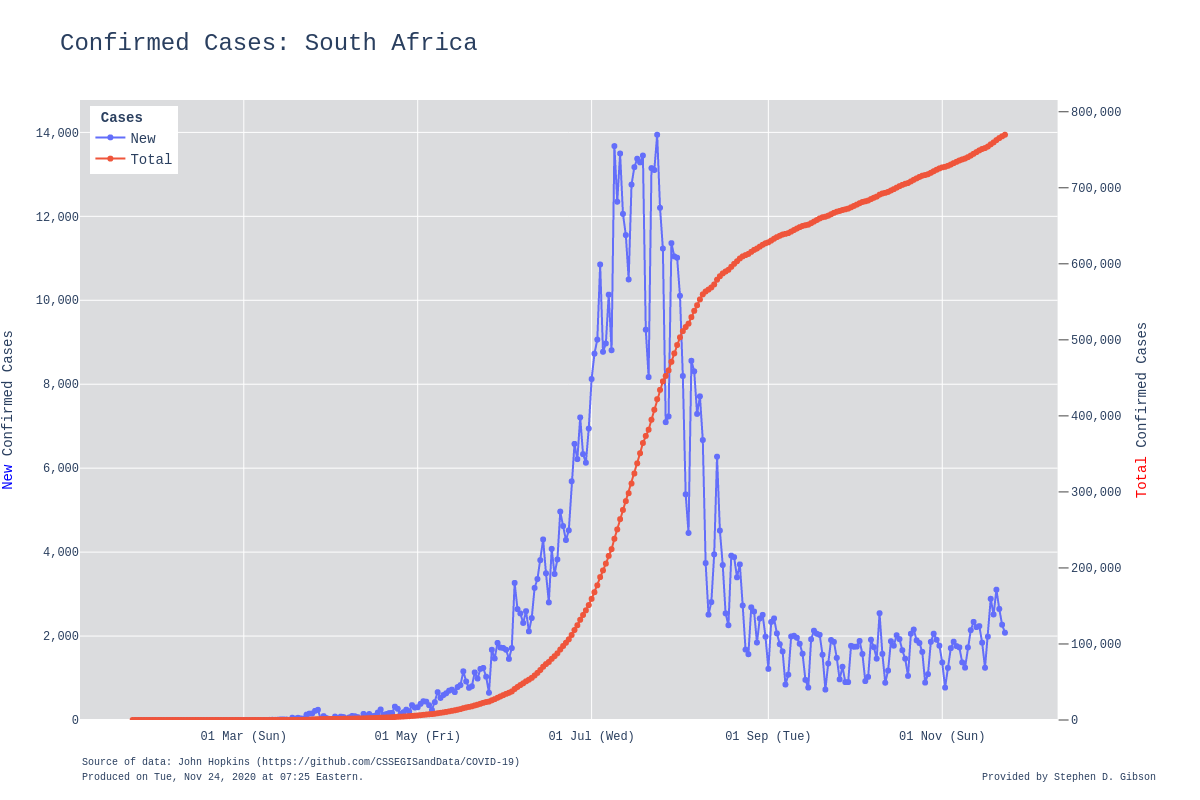 Confirmed Cases: South Africa
Cases
New
Total
14,000
12,000
10,000
8,000
6,000
4,000
2,000
0
New Confirmed Cases
800,000
700,000
600,000
500,000
400,000
300,000
200,000
100,000
0
Total Confirmed Cases
01 Mar (Sun) 01 May (Fri) 01 Jul (Wed) 01 Sep (Tue) 01 Nov (Sun)
Source of data: John Hopkins (https://github.com/CSSEGISandData/COVID-19)
Produced on Tue, Nov 24, 2020 at 07:25 Eastern.
Provided by Stephen D. Gibson